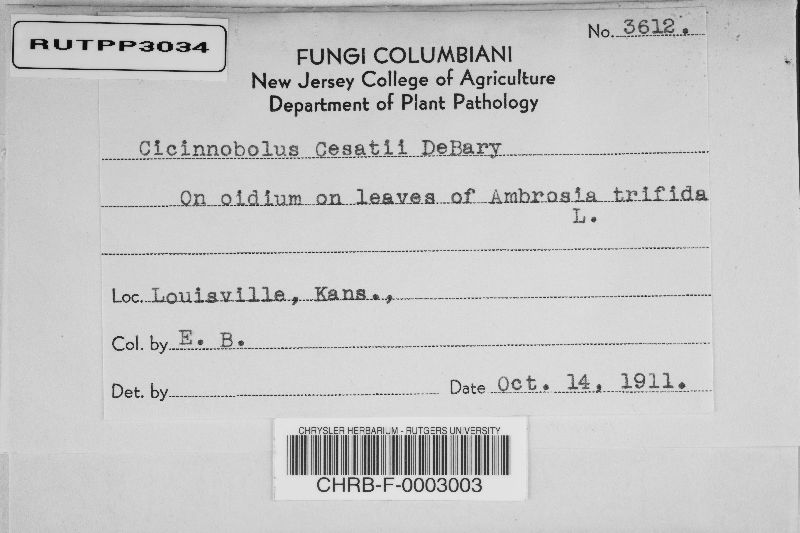 RUTPP3034
No. 3612.
FUNGI COLUMBIANI
New Jersey College of Agriculture
Department of Plant Pathology
Cicinnobolus Cesatii DeBary
On oidium on leaves of Ambrosia trifida
L.
Loc. Louisville, Kans.,
Col. by E. B.
Det. by
Date Oct. 14, 1911.
CHRYSLER HERBARIUM - RUTGERS UNIVERSITY
CHRB-F-0003003